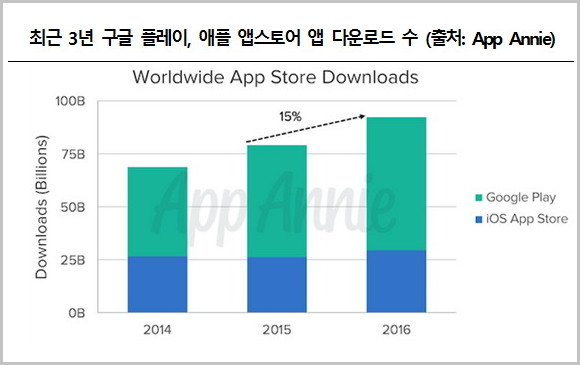 최근 3년 구글 플레이, 애플 앱스토어 앱 다운로드 수 (출처: App Annie)
Worldwide App Store Downloads
100B
75B
50B
25B
0B
Downloads (Billions)
15%
App Annie
Google Play
iOS App Store
2014
2015
2016